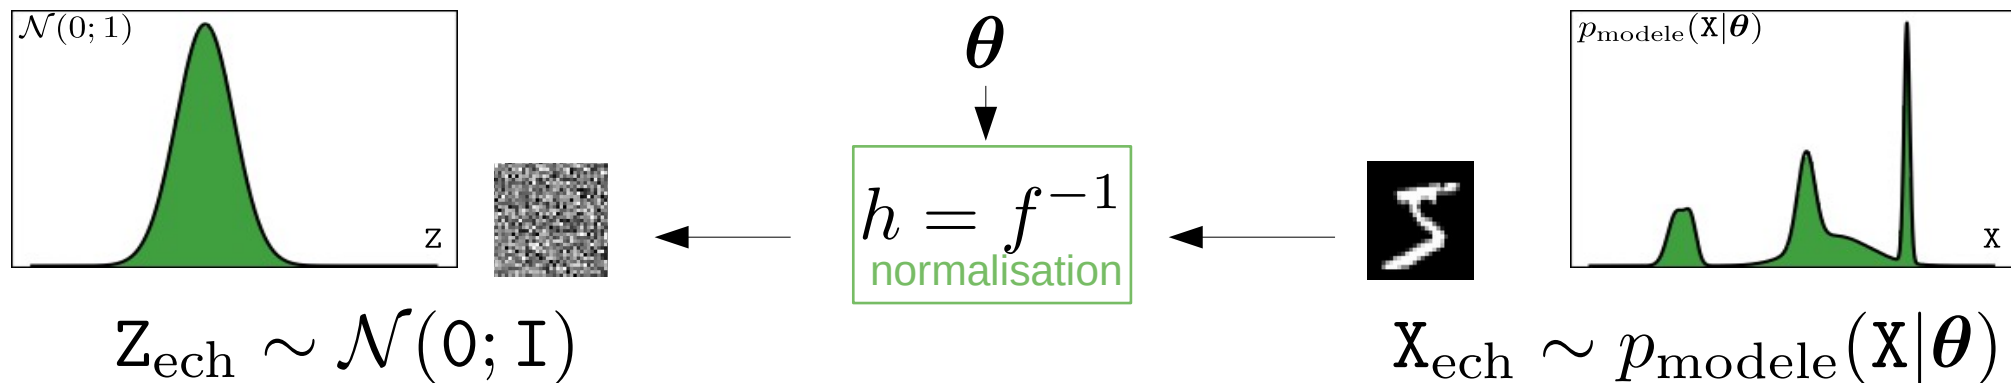 𝒩(0; 1)
z
Z_ech ∼ 𝒩(0; I)
θ
h = f⁻¹
normalisation
p_modele(X|θ)
x
X_ech ∼ p_modele(X|θ)